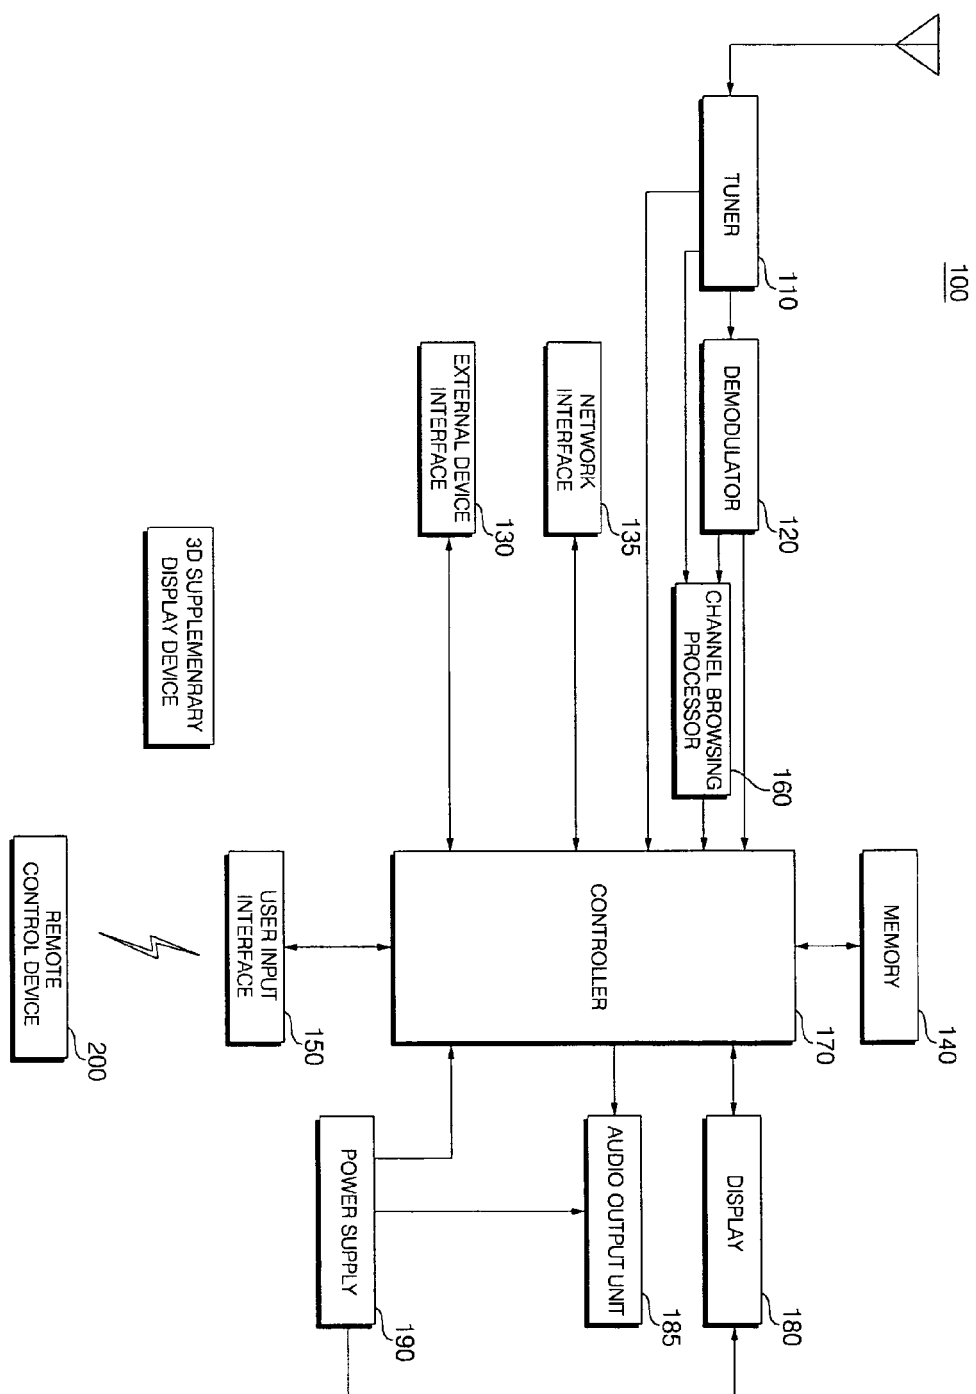 100
TUNER
110
DEMODULATOR
120
CHANNEL BROWSING
PROCESSOR
160
MEMORY
140
NETWORK
INTERFACE
135
EXTERNAL DEVICE
INTERFACE
130
CONTROLLER
170
DISPLAY
180
AUDIO OUTPUT UNIT
185
USER INPUT
INTERFACE
150
POWER SUPPLY
190
3D SUPPLEMENRARY
DISPLAY DEVICE
REMOTE
CONTROL DEVICE
200